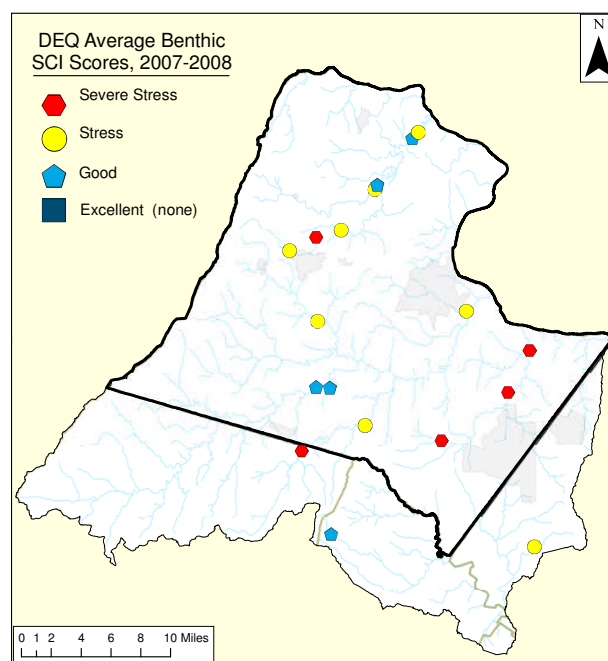 DEQ Average Benthic
SCI Scores, 2007-2008
N
Severe Stress
Stress
Good
Excellent (none)
0 1 2 4 6 8 10 Miles